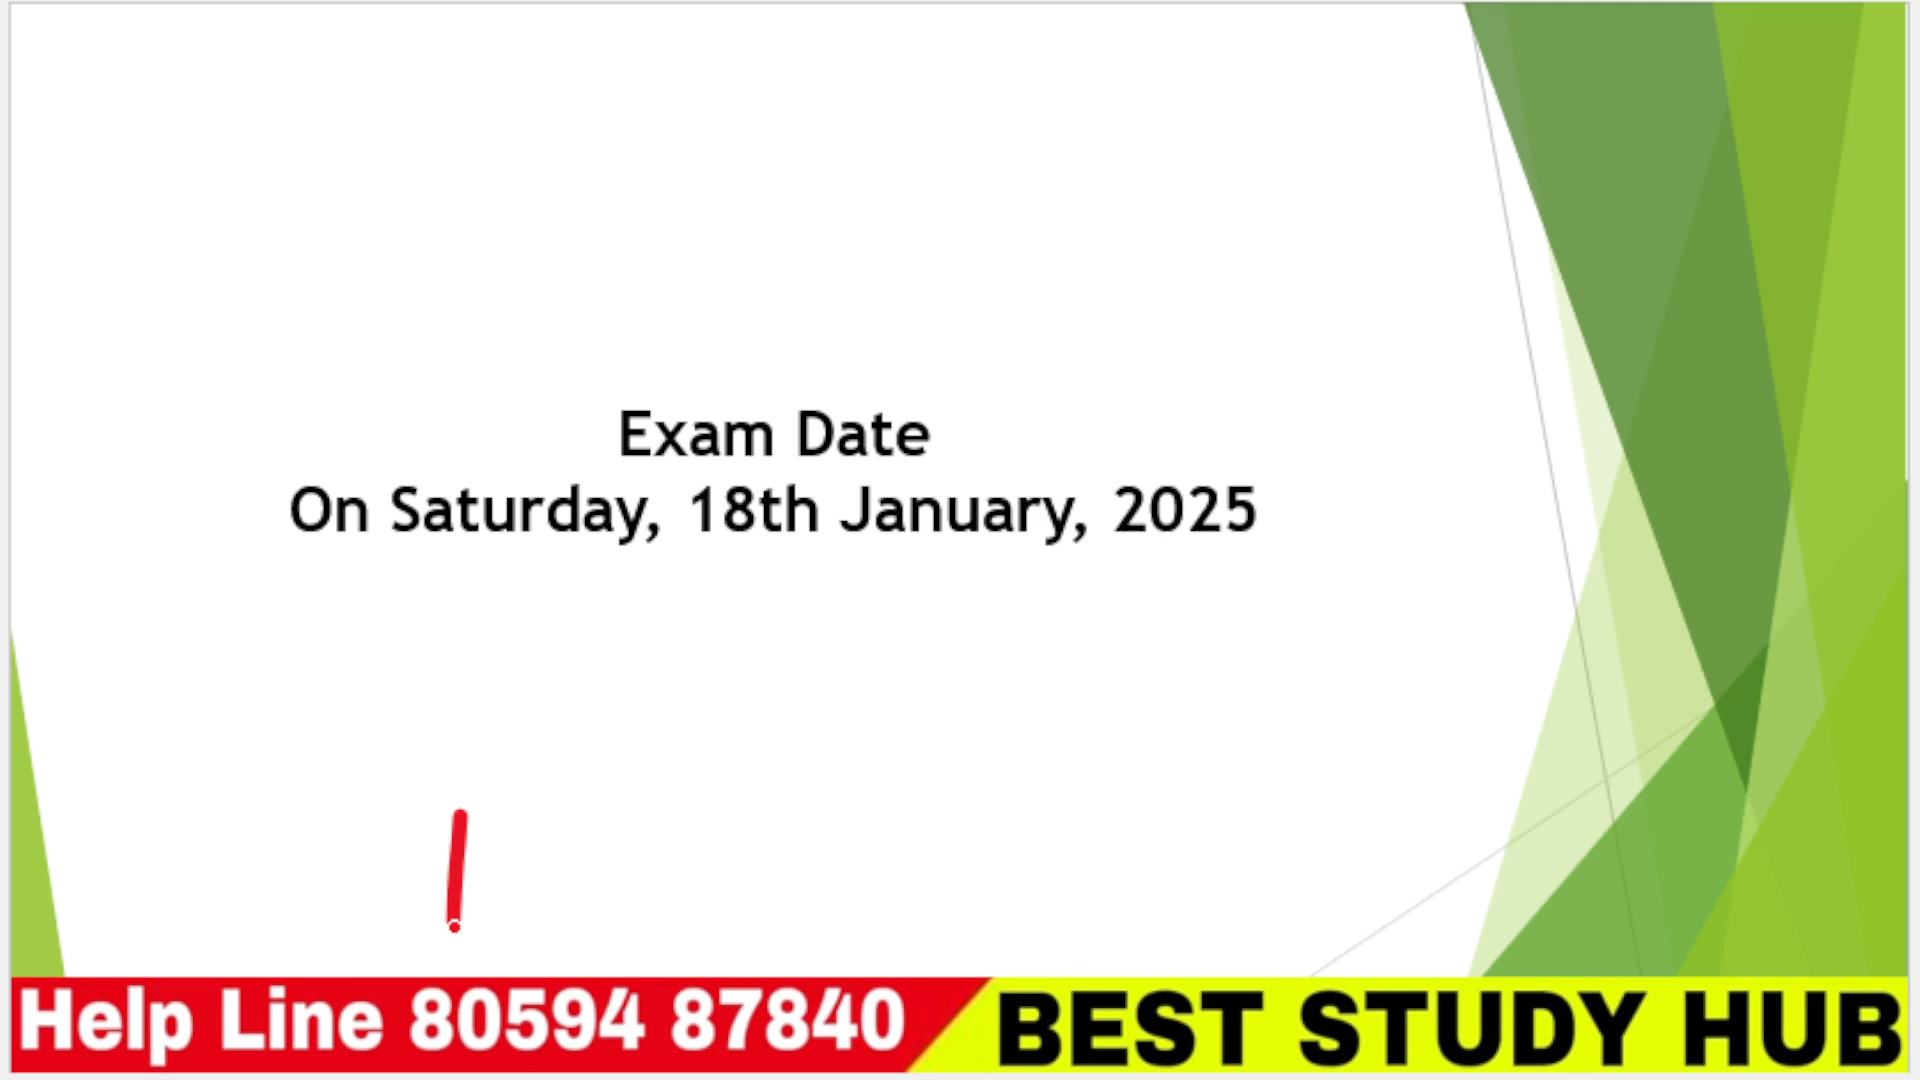 Exam Date
On Saturday, 18th January, 2025
Help Line 80594 87840
BEST STUDY HUB